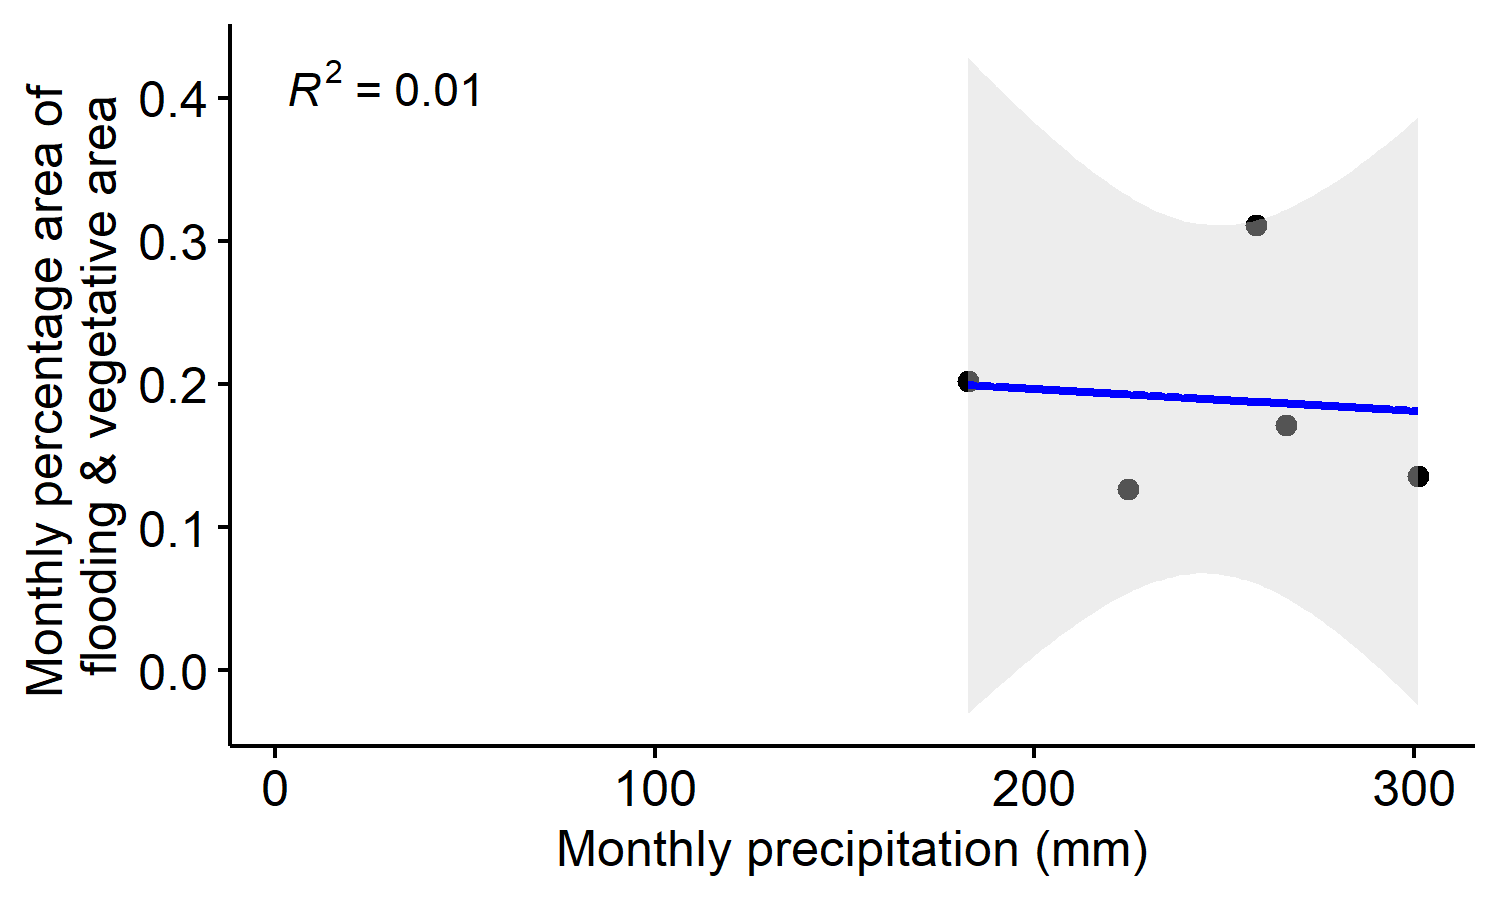 R² = 0.01
Monthly percentage area of
flooding & vegetative area
0.4
0.3
0.2
0.1
0.0
0 100 200 300
Monthly precipitation (mm)